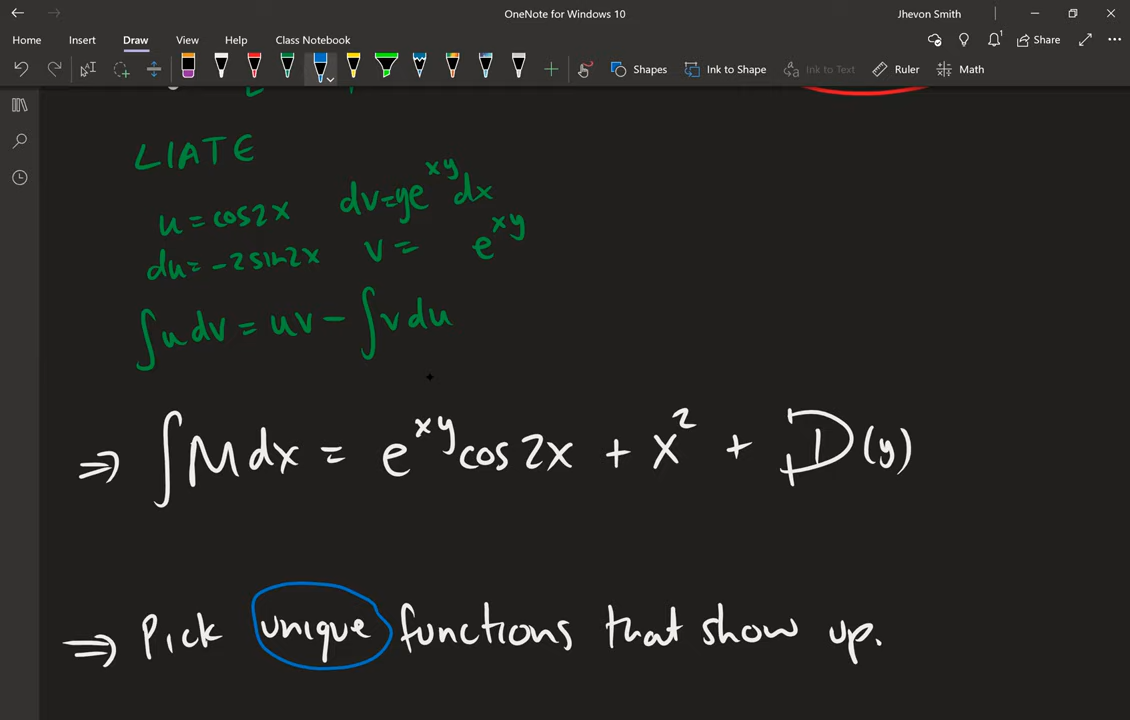 OneNote for Windows 10
Jhevon Smith
Home Insert Draw View Help Class Notebook
Share
Shapes Ink to Shape Ink to Text Ruler Math
LIATE
u = cos2x dv = ye^{xy} dx
du = -2 sin2x v = e^{xy}
∫u dv = uv - ∫v du
⇒ ∫M dx = e^{xy} cos 2x + x² + D(y)
⇒ Pick unique functions that show up.